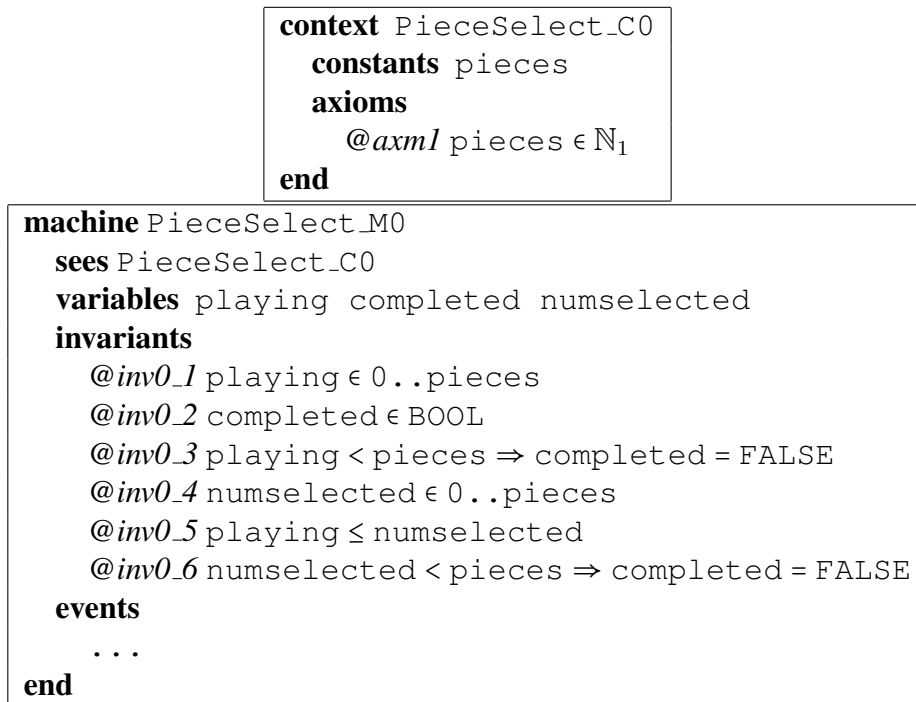 context PieceSelect_C0
constants pieces
axioms
@axm1 pieces ∈ ℕ₁
end
machine PieceSelect_M0
sees PieceSelect_C0
variables playing completed numselected
invariants
@inv0_1 playing ∈ 0..pieces
@inv0_2 completed ∈ BOOL
@inv0_3 playing < pieces ⇒ completed = FALSE
@inv0_4 numselected ∈ 0..pieces
@inv0_5 playing ≤ numselected
@inv0_6 numselected < pieces ⇒ completed = FALSE
events
...
end